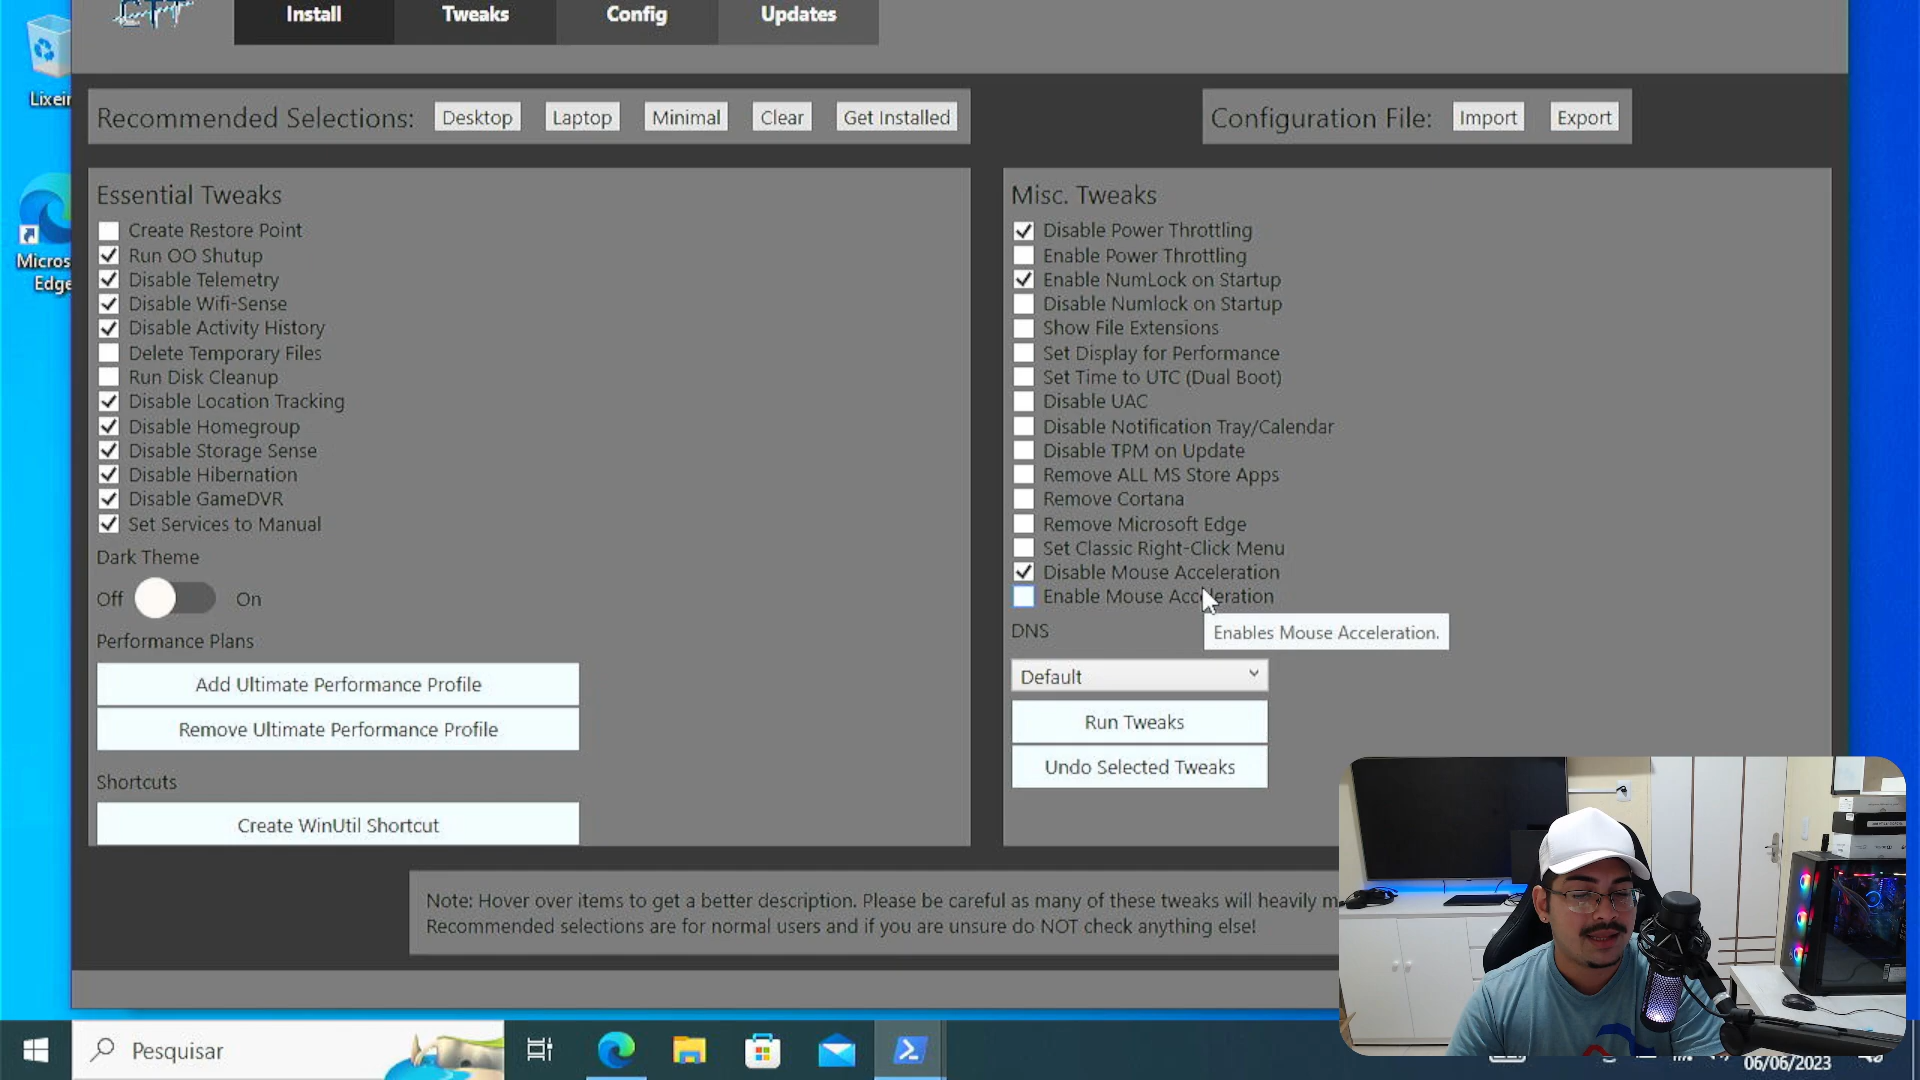 Install
Tweaks
Config
Updates
Lixeir
Micros
Edge
Recommended Selections:
Desktop
Laptop
Minimal
Clear
Get Installed
Configuration File:
Import
Export
Essential Tweaks
Create Restore Point
Run OO Shutup
Disable Telemetry
Disable Wifi-Sense
Disable Activity History
Delete Temporary Files
Run Disk Cleanup
Disable Location Tracking
Disable Homegroup
Disable Storage Sense
Disable Hibernation
Disable GameDVR
Set Services to Manual
Dark Theme
Off
On
Performance Plans
Add Ultimate Performance Profile
Remove Ultimate Performance Profile
Shortcuts
Create WinUtil Shortcut
Misc. Tweaks
Disable Power Throttling
Enable Power Throttling
Enable NumLock on Startup
Disable Numlock on Startup
Show File Extensions
Set Display for Performance
Set Time to UTC (Dual Boot)
Disable UAC
Disable Notification Tray/Calendar
Disable TPM on Update
Remove ALL MS Store Apps
Remove Cortana
Remove Microsoft Edge
Set Classic Right-Click Menu
Disable Mouse Acceleration
Enable Mouse Acceleration
Enables Mouse Acceleration.
DNS
Default
Run Tweaks
Undo Selected Tweaks
Note: Hover over items to get a better description. Please be careful as many of these tweaks will heavily m
Recommended selections are for normal users and if you are unsure do NOT check anything else!
Pesquisar
06/06/2023